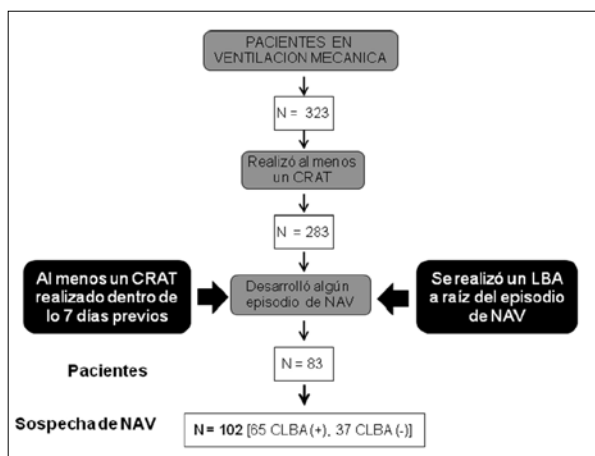 PACIENTES EN
VENTILACION MECANICA
N = 323
Realizó al menos
un CRAT
N = 283
Al menos un CRAT
realizado dentro de
lo 7 días previos
Desarrolló algún
episodio de NAV
Se realizó un LBA
a raíz del episodio
de NAV
N = 83
Pacientes
Sospecha de NAV
N = 102 [65 CLBA (+), 37 CLBA (-)]